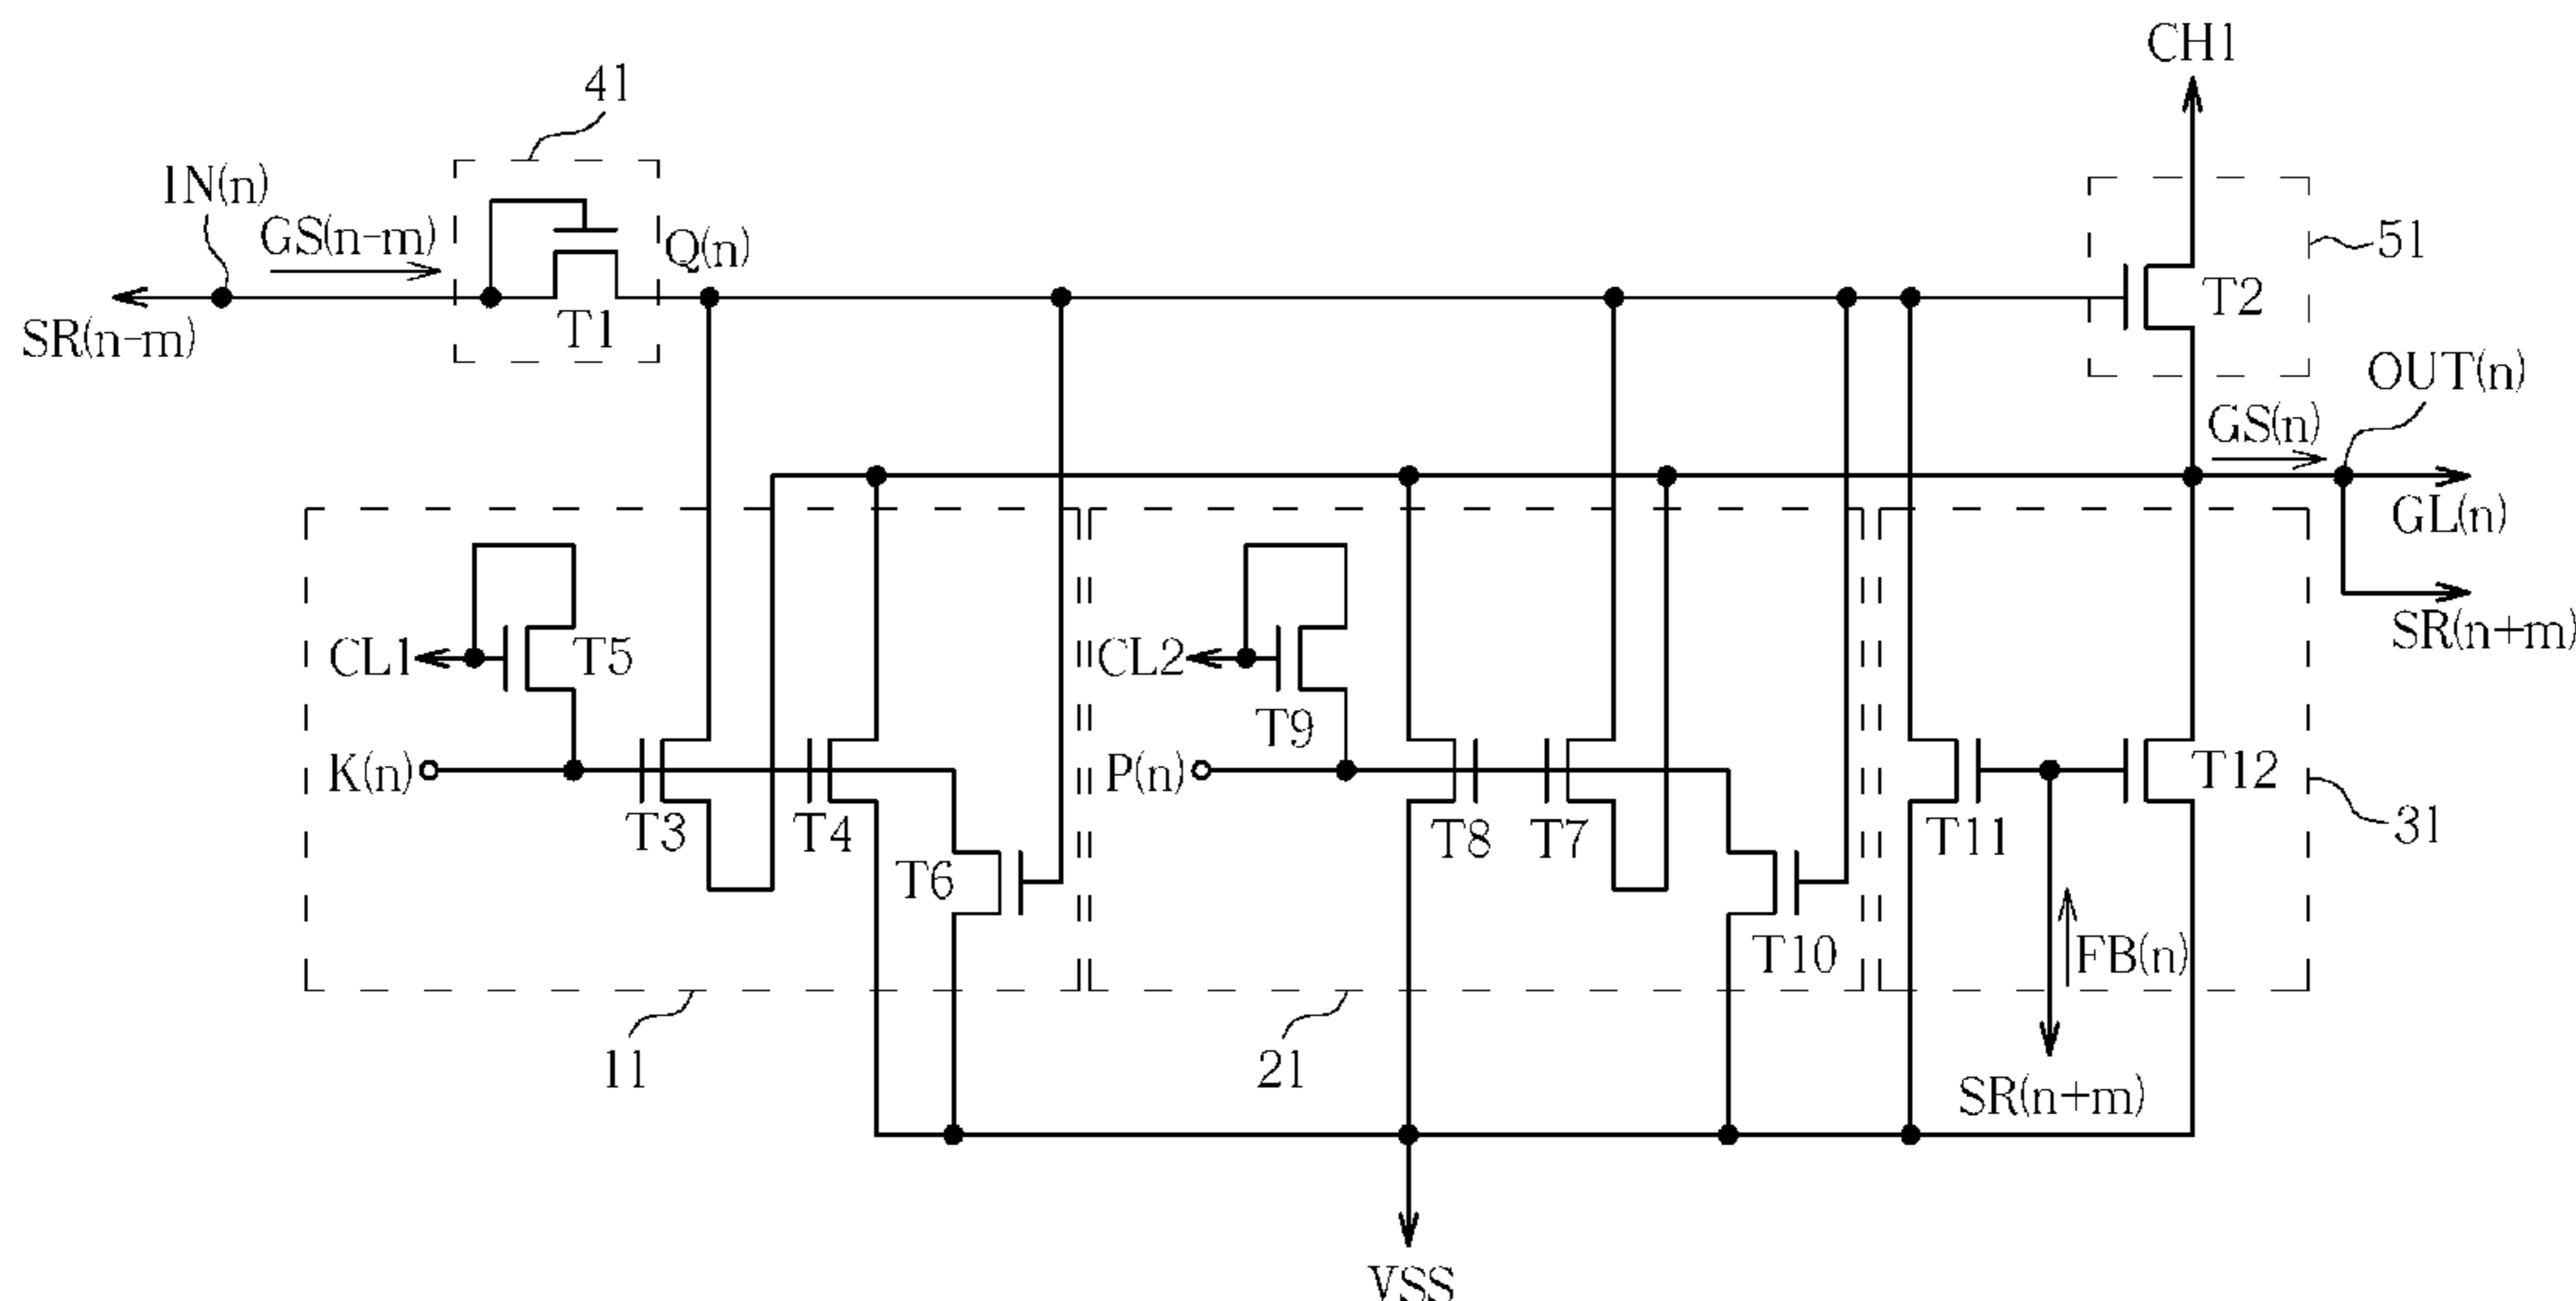 CH1
41
IN(n)
GS(n-m)
Q(n)
51
T2
T1
SR(n-m)
OUT(n)
GS(n)
GL(n)
SR(n+m)
CL1
T5
CL2
T9
K(n)
P(n)
T12
T3
T4
T8
T7
T11
31
T6
T10
FB(n)
11
21
SR(n+m)
VSS